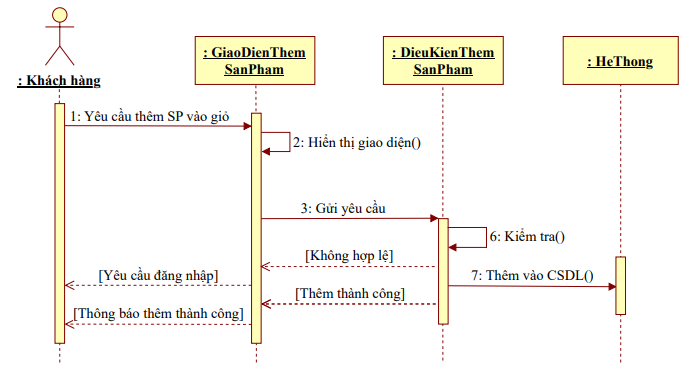 : Khách hàng
: GiaoDienThem
SanPham
: DieuKienThem
SanPham
: HeThong
1: Yêu cầu thêm SP vào giỏ
2: Hiển thị giao diện()
3: Gửi yêu cầu
6: Kiểm tra()
[Không hợp lệ]
[Yêu cầu đăng nhập]
7: Thêm vào CSDL()
[Thêm thành công]
[Thông báo thêm thành công]